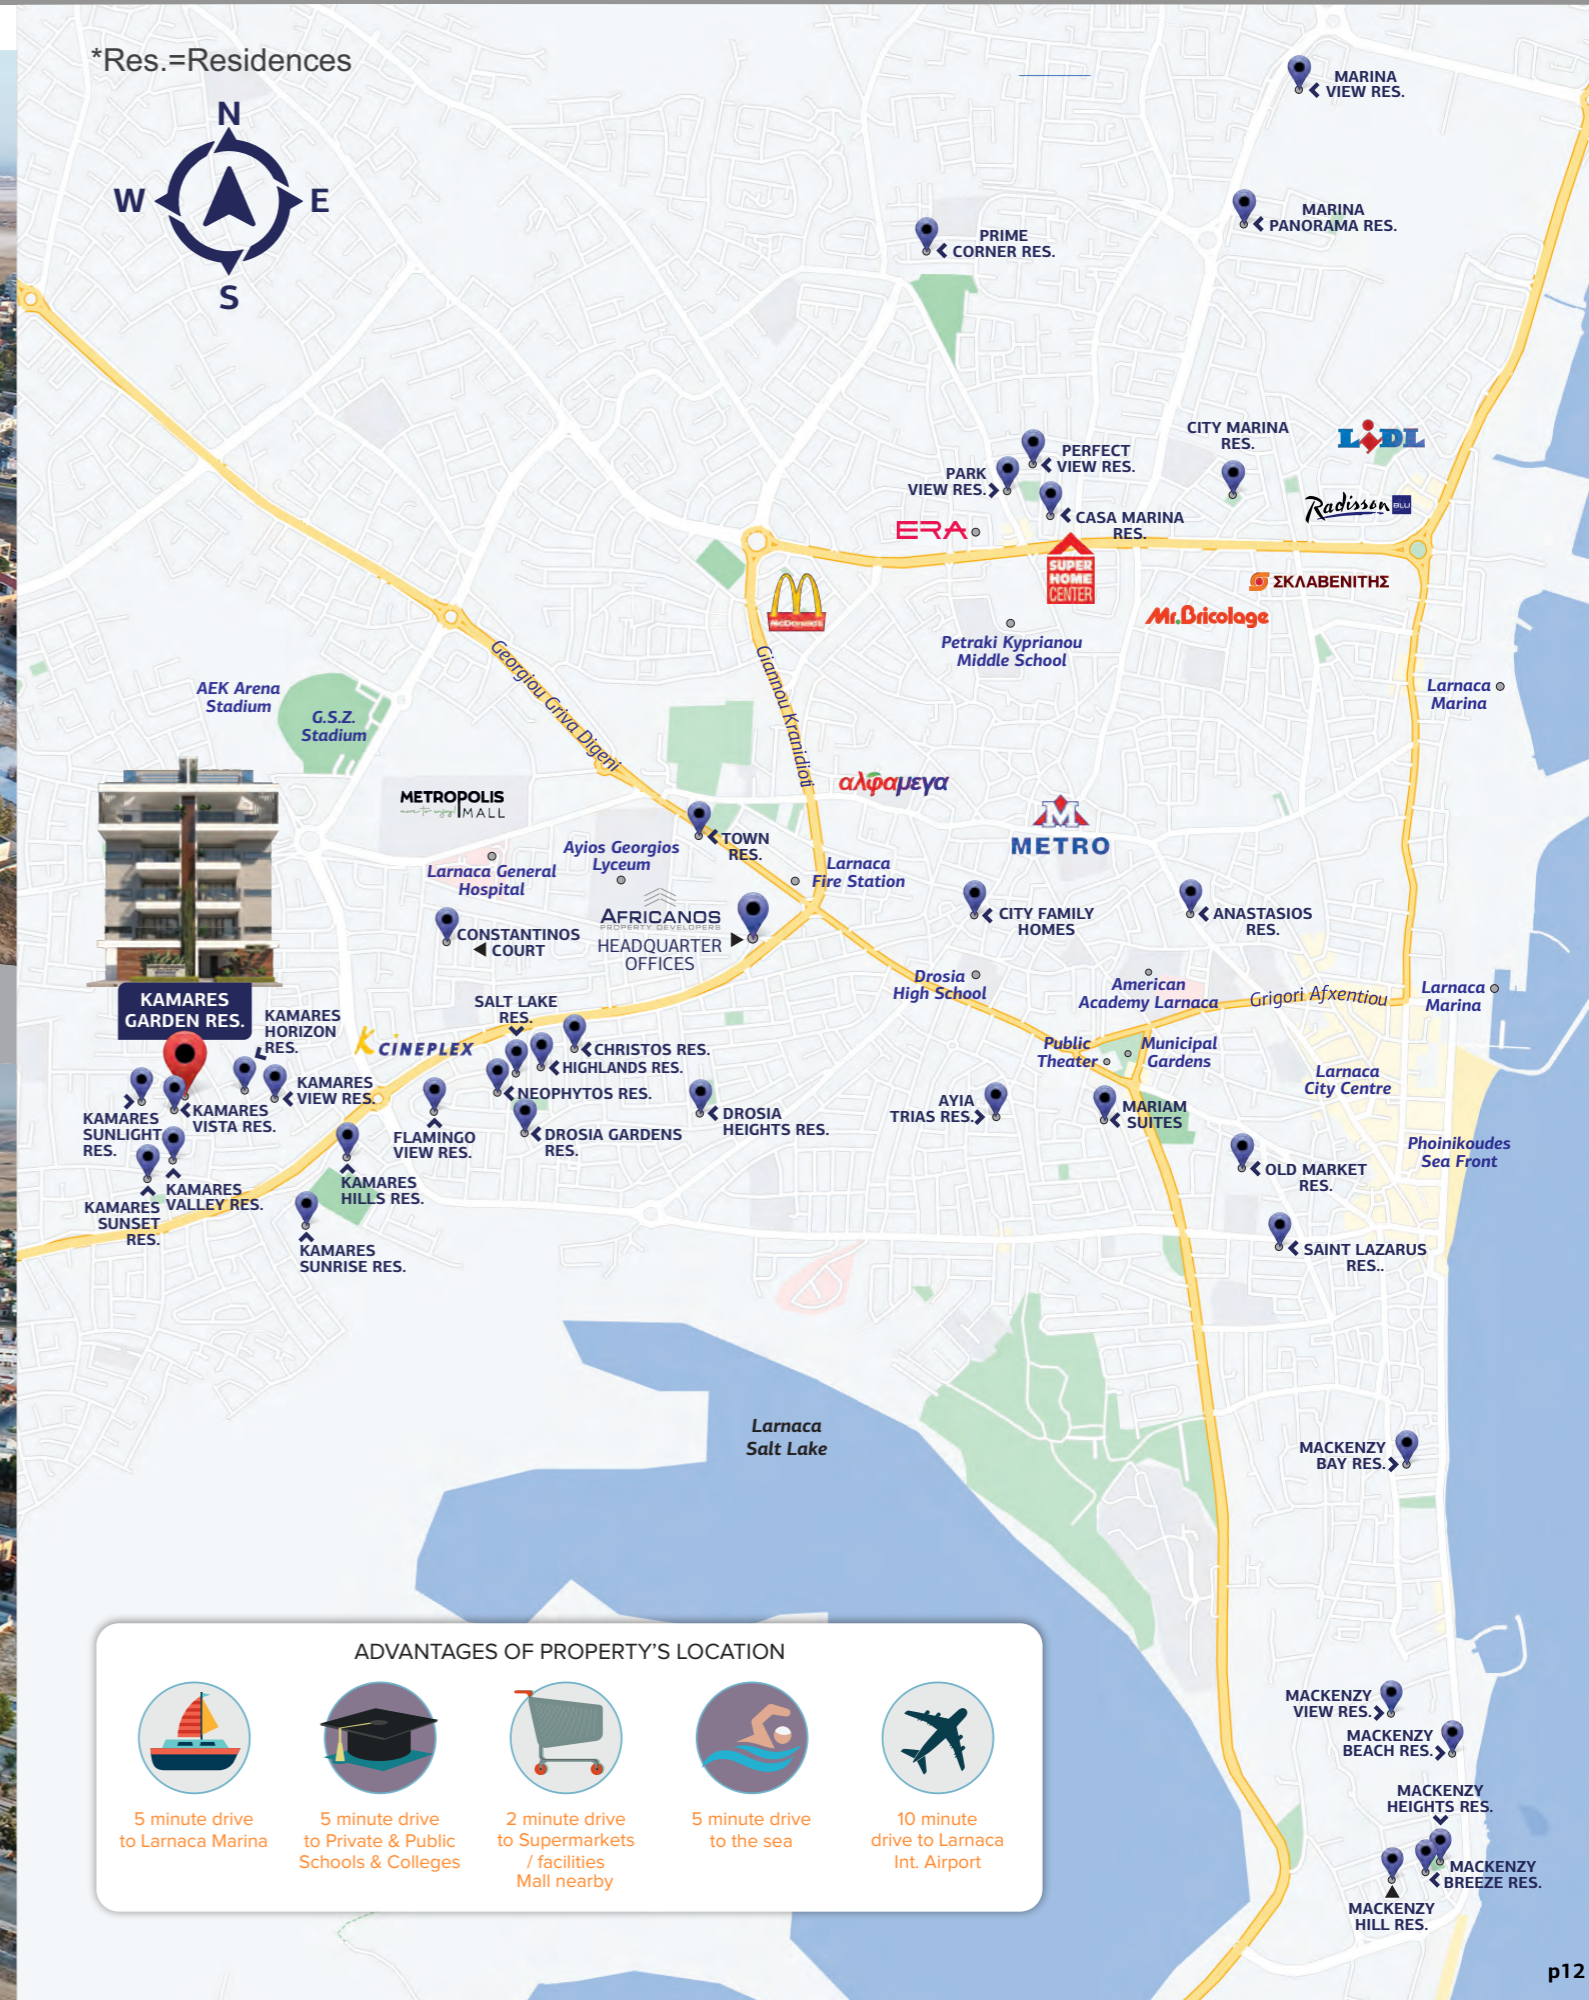 *Res.=Residences
N
W
E
S
MARINA
VIEW RES.
MARINA
PANORAMA RES.
PRIME
CORNER RES.
CITY MARINA
RES.
LIDL
PERFECT
VIEW RES.
PARK
VIEW RES.
Radisson BLU
CASA MARINA
RES.
ERA
SUPER
HOME
CENTER
ΣΚΛΑΒΕΝΙΤΗΣ
McDonald's
Mr.Bricolage
Petraki Kyprianou
Middle School
Georgiou Griva Digeni
Giannou Kranidioti
AEK Arena
Stadium
G.S.Z.
Stadium
Larnaca
Marina
αλφαμεγα
METROPOLIS
MALL
METRO
TOWN
RES.
Ayios Georgios
Lyceum
Larnaca General
Hospital
Larnaca
Fire Station
AFRICANOS
PROPERTY DEVELOPERS
HEADQUARTER
OFFICES
CONSTANTINOS
COURT
CITY FAMILY
HOMES
ANASTASIOS
RES.
Drosia
High School
American
Academy Larnaca
Grigori Afxentiou
Larnaca
Marina
KAMARES
GARDEN RES.
KAMARES
HORIZON
RES.
SALT LAKE
RES.
K CINEPLEX
CHRISTOS RES.
HIGHLANDS RES.
Public
Theater
Municipal
Gardens
Larnaca
City Centre
KAMARES
VIEW RES.
NEOPHYTOS RES.
KAMARES
VISTA RES.
KAMARES
SUNLIGHT
RES.
FLAMINGO
VIEW RES.
DROSIA GARDENS
RES.
DROSIA
HEIGHTS RES.
AYIA
TRIAS RES.
MARIAM
SUITES
Phoinikoudes
Sea Front
OLD MARKET
RES.
KAMARES
HILLS RES.
KAMARES
VALLEY RES.
KAMARES
SUNSET
RES.
KAMARES
SUNRISE RES.
SAINT LAZARUS
RES..
Larnaca
Salt Lake
MACKENZY
BAY RES.
ADVANTAGES OF PROPERTY'S LOCATION
5 minute drive
to Larnaca Marina
5 minute drive
to Private & Public
Schools & Colleges
2 minute drive
to Supermarkets
/ facilities
Mall nearby
5 minute drive
to the sea
10 minute
drive to Larnaca
Int. Airport
MACKENZY
VIEW RES.
MACKENZY
BEACH RES.
MACKENZY
HEIGHTS RES.
MACKENZY
BREEZE RES.
MACKENZY
HILL RES.
p12